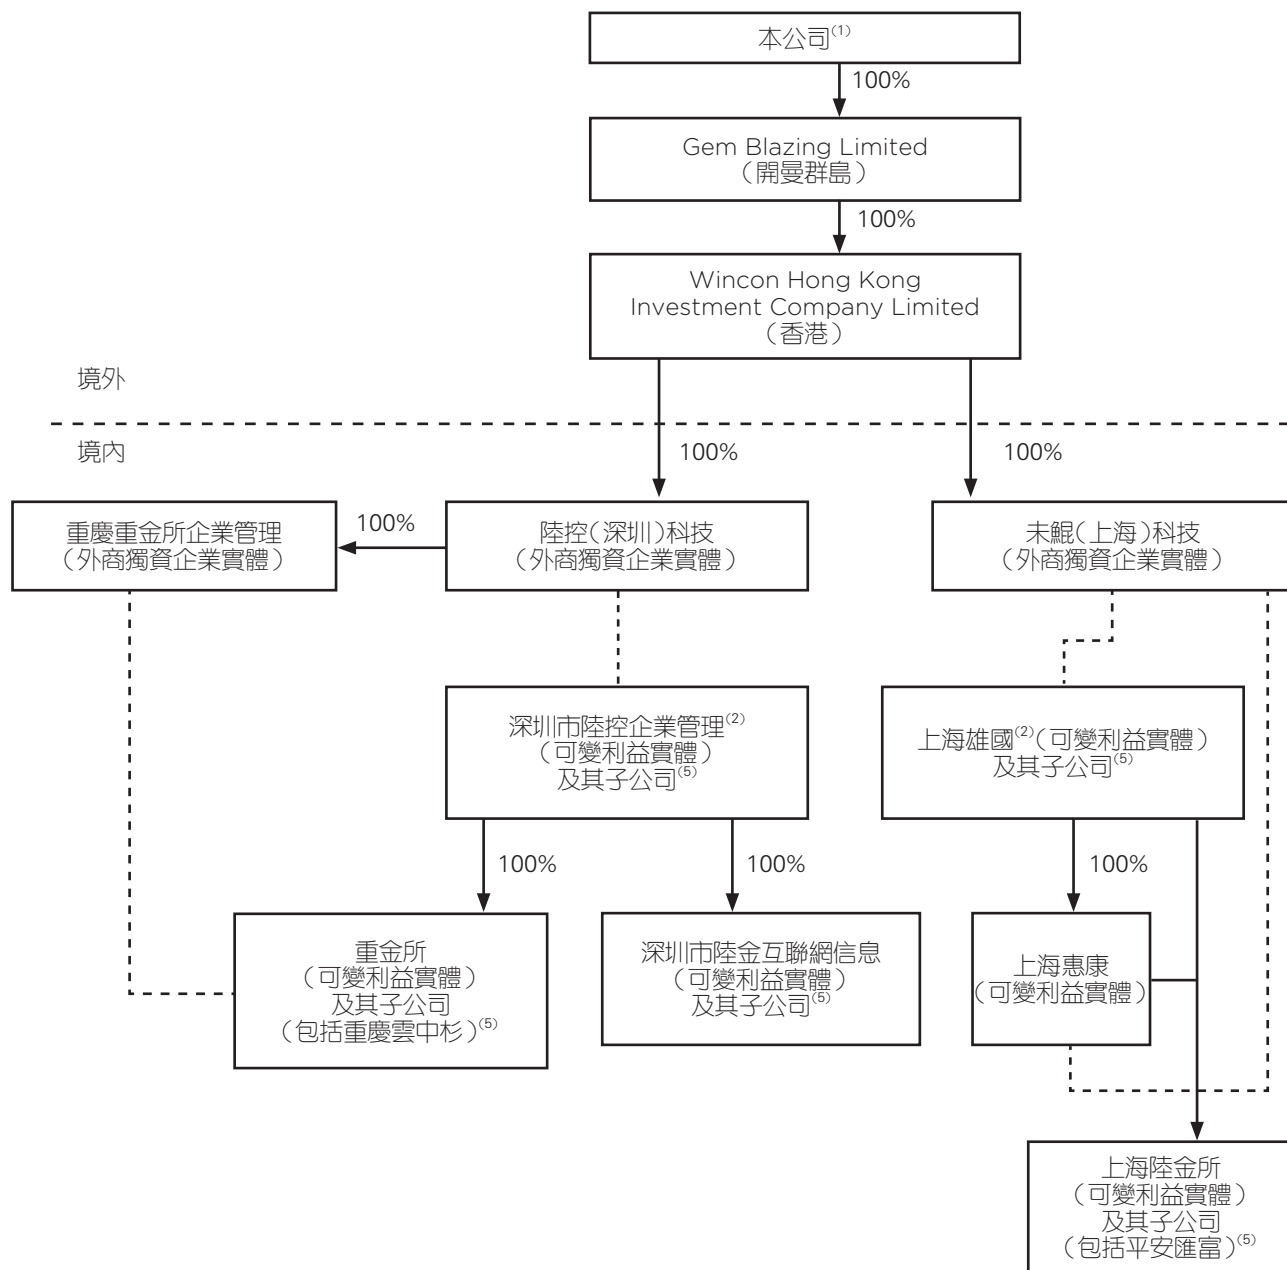 本公司(1)
100%
Gem Blazing Limited
（開曼群島）
100%
Wincon Hong Kong
Investment Company Limited
（香港）
境外
境內
100%
100%
重慶重金所企業管理
（外商獨資企業實體）
100%
陸控（深圳）科技
（外商獨資企業實體）
未鯤（上海）科技
（外商獨資企業實體）
深圳市陸控企業管理(2)
（可變利益實體）
及其子公司(5)
上海雄國(2)（可變利益實體）
及其子公司(5)
100%
100%
100%
重金所
（可變利益實體）
及其子公司
（包括重慶雲中杉）(5)
深圳市陸金互聯網信息
（可變利益實體）
及其子公司(5)
上海惠康
（可變利益實體）
上海陸金所
（可變利益實體）
及其子公司
（包括平安匯富）(5)